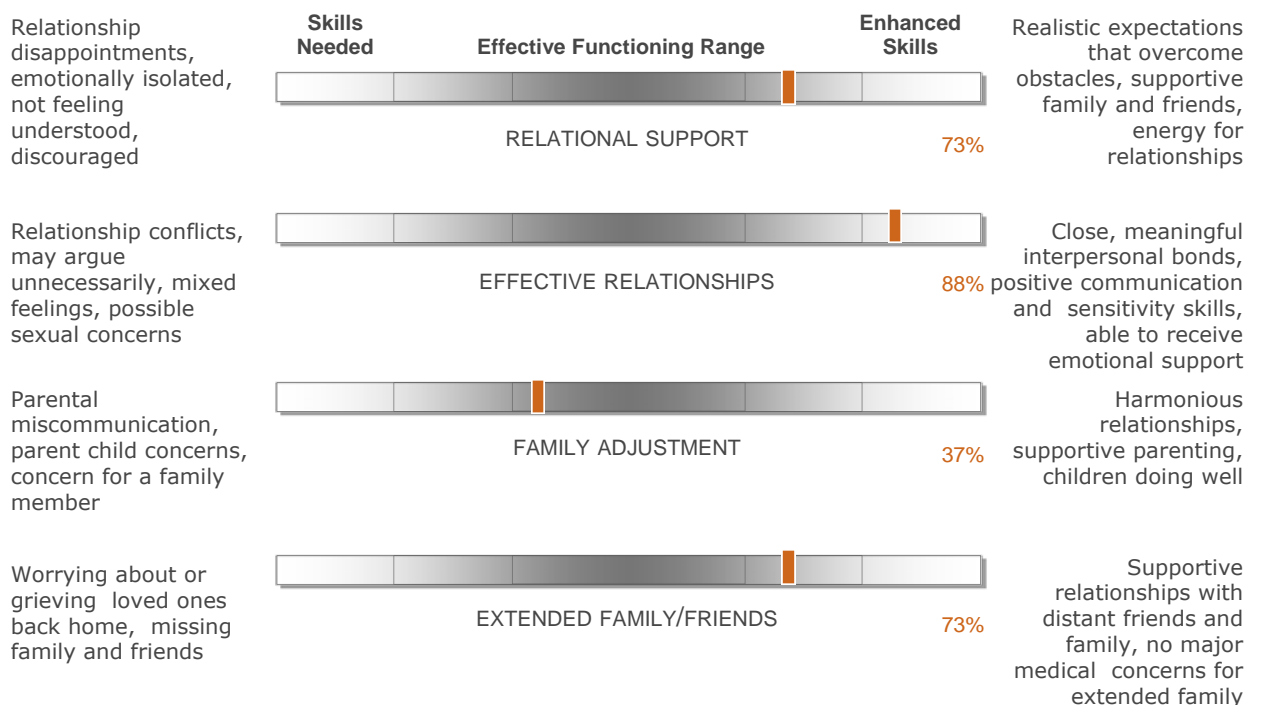 Relationship
disappointments,
emotionally isolated,
not feeling
understood,
discouraged
Skills
Needed
Effective Functioning Range
Enhanced
Skills
RELATIONAL SUPPORT
73%
Realistic expectations
that overcome
obstacles, supportive
family and friends,
energy for
relationships
Relationship conflicts,
may argue
unnecessarily, mixed
feelings, possible
sexual concerns
EFFECTIVE RELATIONSHIPS
88%
Close, meaningful
interpersonal bonds,
positive communication
and sensitivity skills,
able to receive
emotional support
Parental
miscommunication,
parent child concerns,
concern for a family
member
FAMILY ADJUSTMENT
37%
Harmonious
relationships,
supportive parenting,
children doing well
Worrying about or
grieving loved ones
back home, missing
family and friends
EXTENDED FAMILY/FRIENDS
73%
Supportive
relationships with
distant friends and
family, no major
medical concerns for
extended family